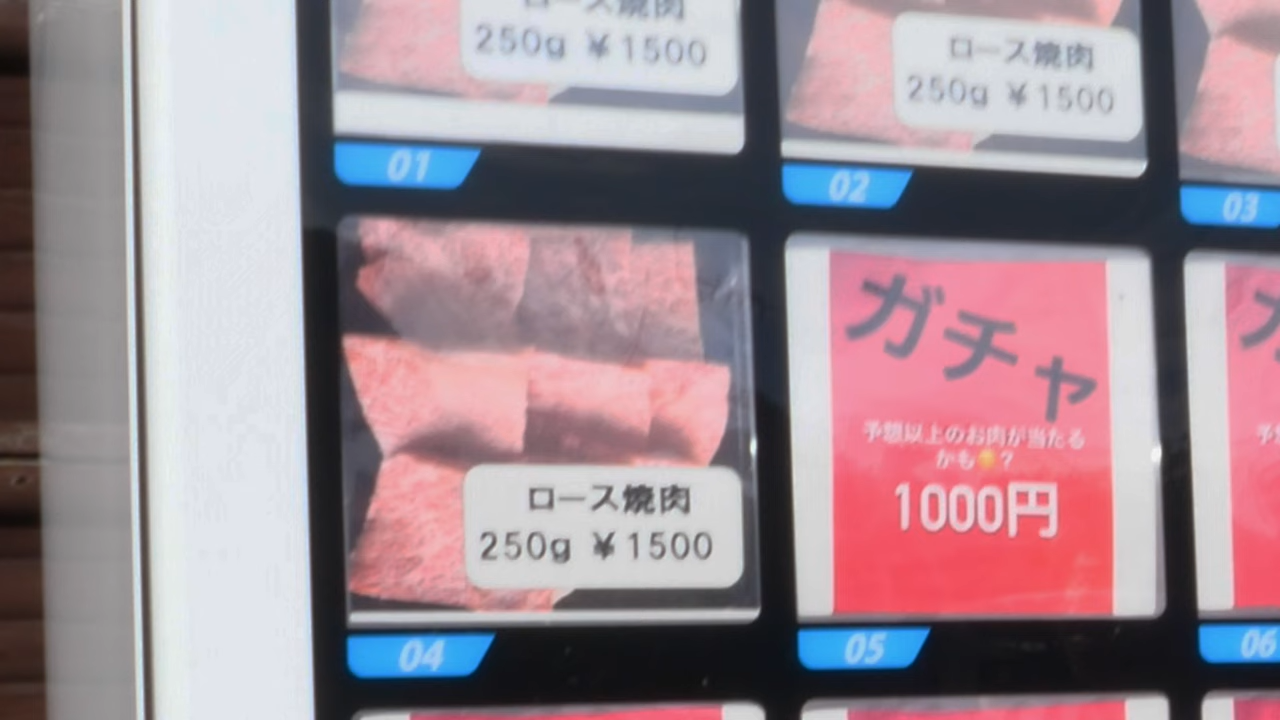 ロース焼肉
250g ¥1500
ロース焼肉
250g ¥1500
01
02
03
ロース焼肉
250g ¥1500
ガチャ
予想以上のお肉が当たる
かも？
1000円
04
05
06